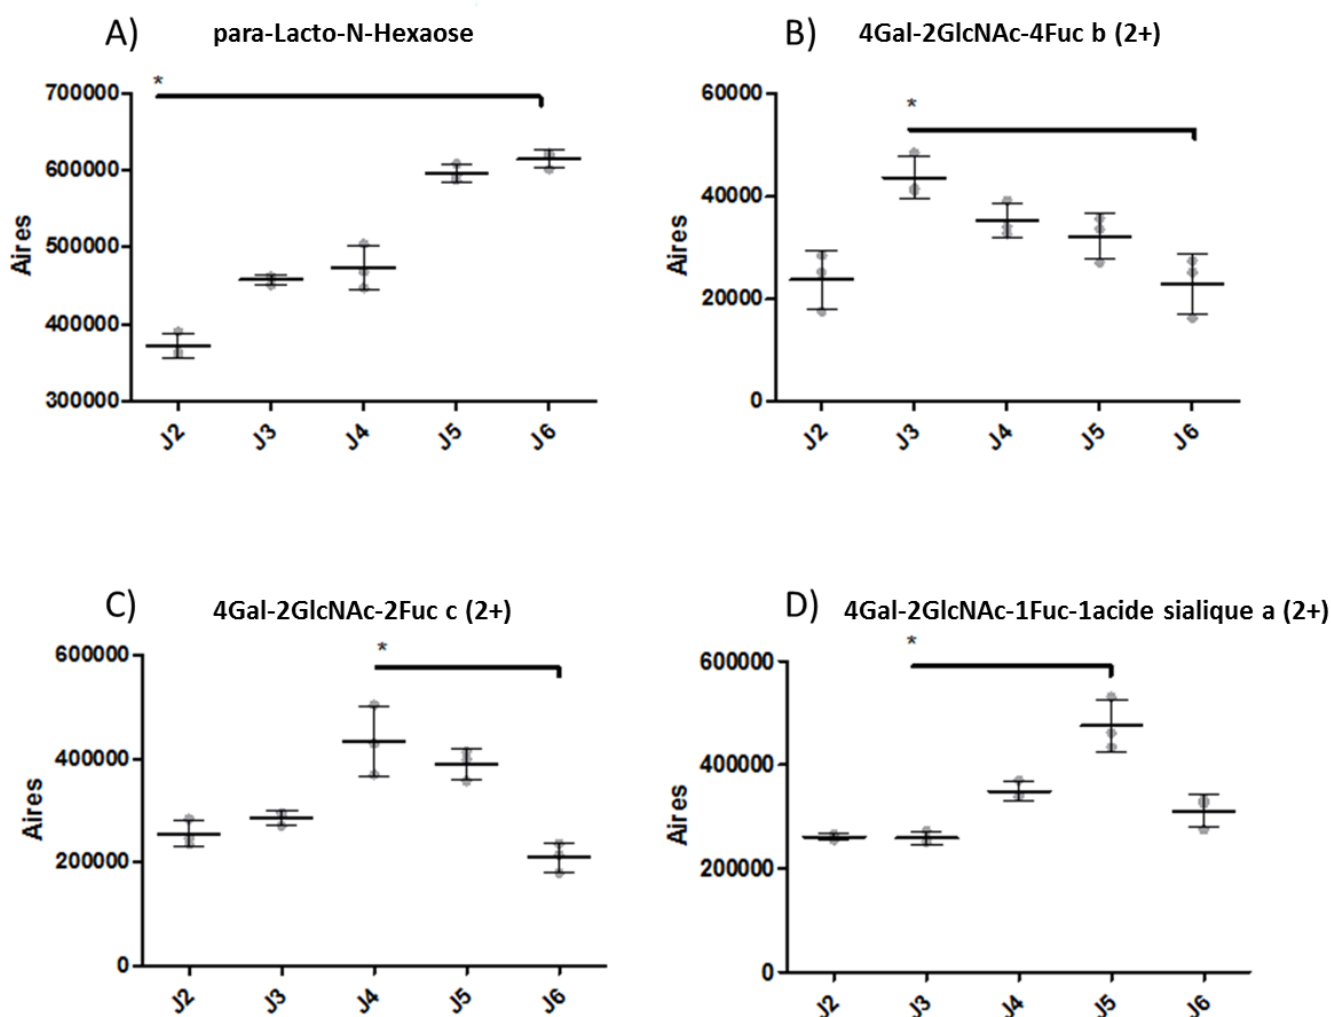 A) para-Lacto-N-Hexaose
*
700000
600000
500000
400000
300000
Aires
J2 J3 J4 J5 J6
B) 4Gal-2GlcNAc-4Fuc b (2+)
*
60000
40000
20000
0
Aires
J2 J3 J4 J5 J6
C) 4Gal-2GlcNAc-2Fuc c (2+)
*
600000
400000
200000
0
Aires
J2 J3 J4 J5 J6
D) 4Gal-2GlcNAc-1Fuc-1acide sialique a (2+)
*
600000
400000
200000
0
Aires
J2 J3 J4 J5 J6